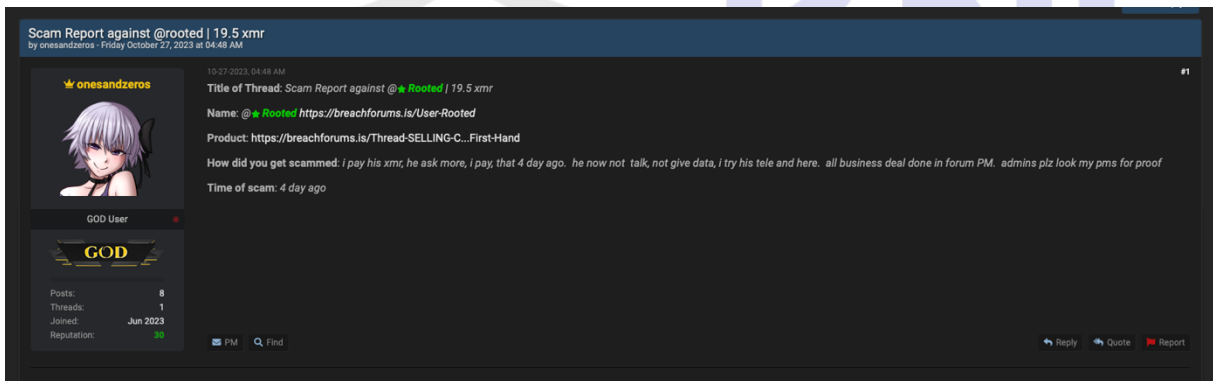 Scam Report against @rooted | 19.5 xmr
by onesandzeros - Friday October 27, 2023 at 04:48 AM
onesandzeros
GOD User
GOD
Posts: 8
Threads: 1
Joined: Jun 2023
Reputation: 30
10-27-2023, 04:48 AM
#1
Title of Thread: Scam Report against @ Rooted | 19.5 xmr
Name: @ Rooted https://breachforums.is/User-Rooted
Product: https://breachforums.is/Thread-SELLING-C...First-Hand
How did you get scammed: i pay his xmr, he ask more, i pay, that 4 day ago. he now not talk, not give data, i try his tele and here. all business deal done in forum PM. admins plz look my pms for proof
Time of scam: 4 day ago
PM Find
Reply Quote Report